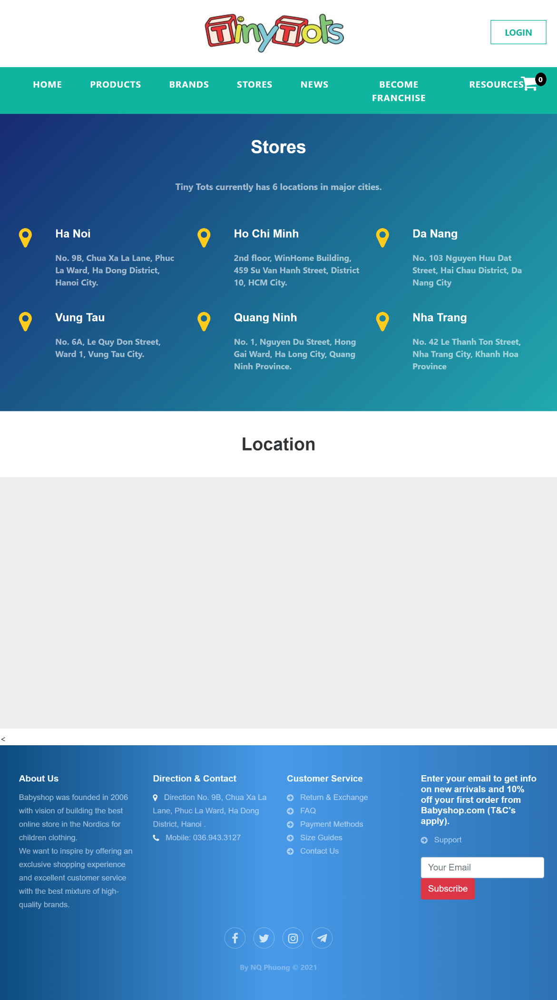 TinyTots
LOGIN
HOME
PRODUCTS
BRANDS
STORES
NEWS
BECOME
FRANCHISE
RESOURCES
0
Stores
Tiny Tots currently has 6 locations in major cities.
Ha Noi
No. 9B, Chua Xa La Lane, Phuc
La Ward, Ha Dong District,
Hanoi City.
Ho Chi Minh
2nd floor, WinHome Building,
459 Su Van Hanh Street, District
10, HCM City.
Da Nang
No. 103 Nguyen Huu Dat
Street, Hai Chau District, Da
Nang City
Vung Tau
No. 6A, Le Quy Don Street,
Ward 1, Vung Tau City.
Quang Ninh
No. 1, Nguyen Du Street, Hong
Gai Ward, Ha Long City, Quang
Ninh Province.
Nha Trang
No. 42 Le Thanh Ton Street,
Nha Trang City, Khanh Hoa
Province
Location
<
About Us
Babyshop was founded in 2006
with vision of building the best
online store in the Nordics for
children clothing.
We want to inspire by offering an
exclusive shopping experience
and excellent customer service
with the best mixture of high-
quality brands.
Direction & Contact
Direction No. 9B, Chua Xa La
Lane, Phuc La Ward, Ha Dong
District, Hanoi .
Mobile: 036.943.3127
Customer Service
Return & Exchange
FAQ
Payment Methods
Size Guides
Contact Us
Enter your email to get info
on new arrivals and 10%
off your first order from
Babyshop.com (T&C's
apply).
Support
Your Email
Subscribe
By NQ Phuong © 2021